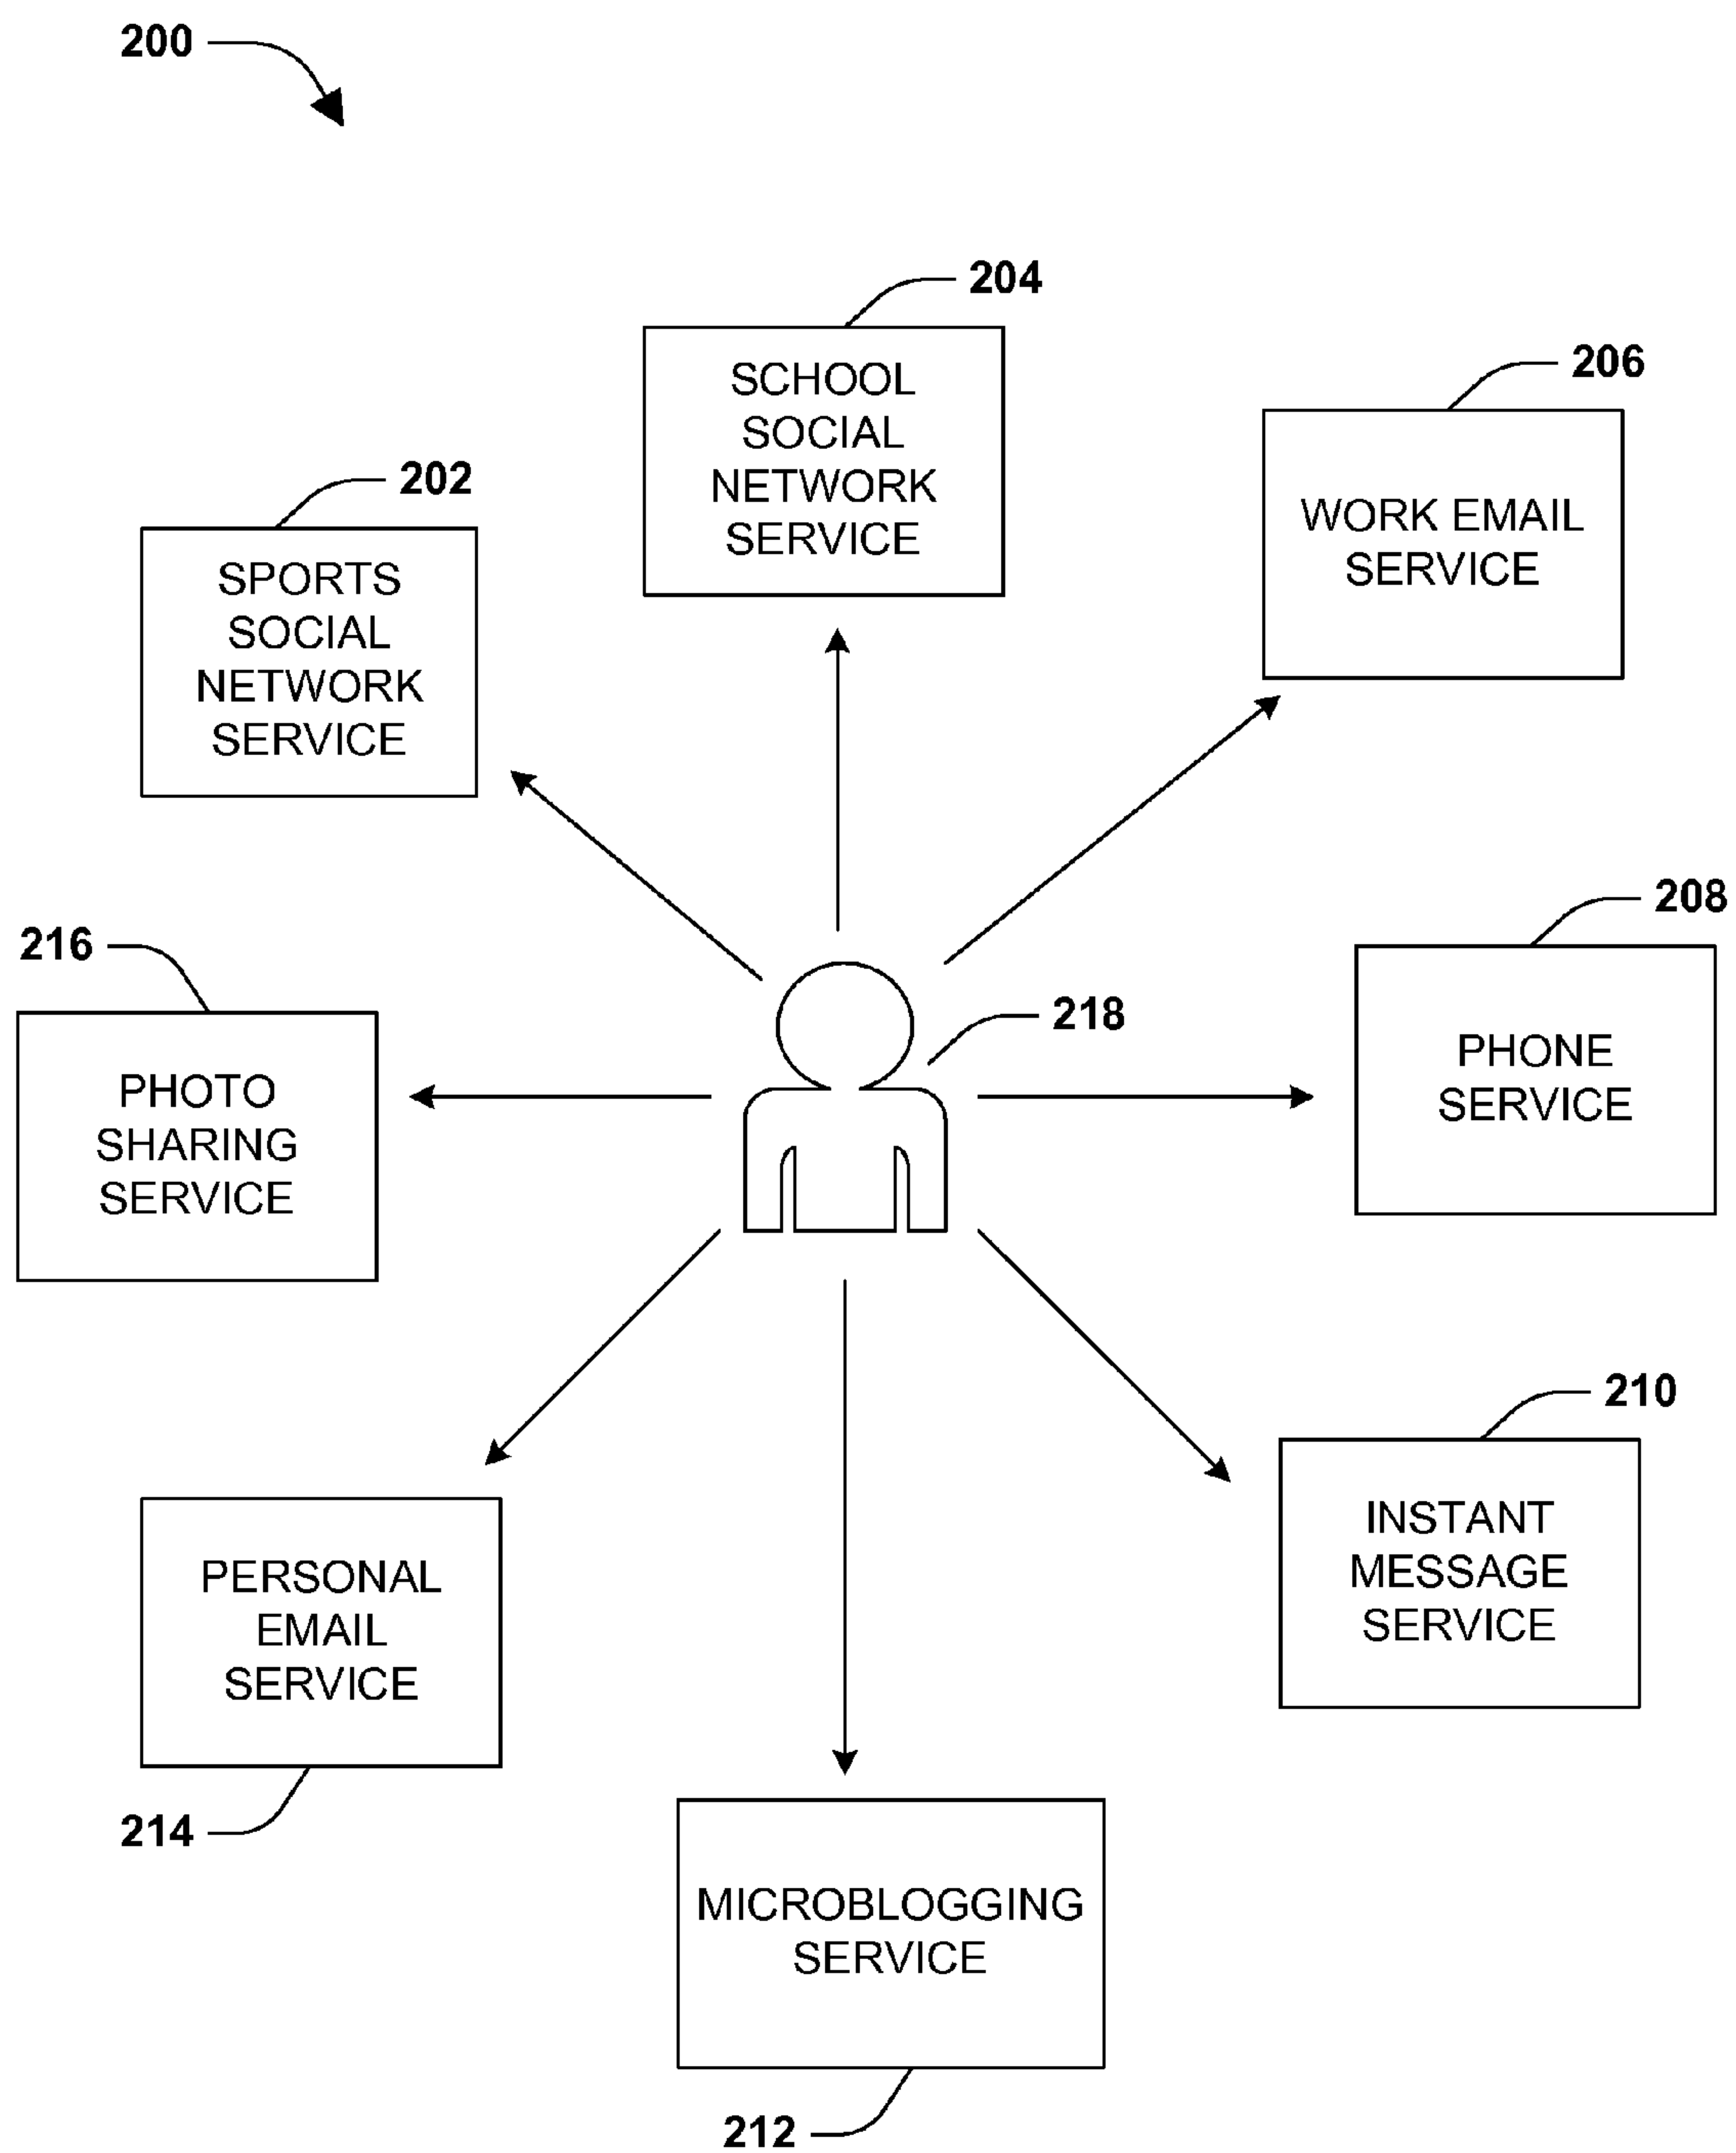 200
204
SCHOOL
SOCIAL
NETWORK
SERVICE
206
WORK EMAIL
SERVICE
202
SPORTS
SOCIAL
NETWORK
SERVICE
208
PHONE
SERVICE
216
PHOTO
SHARING
SERVICE
218
210
INSTANT
MESSAGE
SERVICE
PERSONAL
EMAIL
SERVICE
214
MICROBLOGGING
SERVICE
212